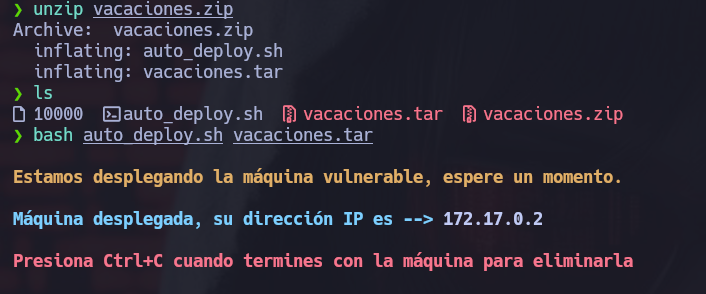 ❯ unzip vacaciones.zip
Archive:  vacaciones.zip
  inflating: auto_deploy.sh
  inflating: vacaciones.tar
❯ ls
10000  auto_deploy.sh  vacaciones.tar  vacaciones.zip
❯ bash auto_deploy.sh vacaciones.tar
Estamos desplegando la máquina vulnerable, espere un momento.
Máquina desplegada, su dirección IP es --> 172.17.0.2
Presiona Ctrl+C cuando termines con la máquina para eliminarla